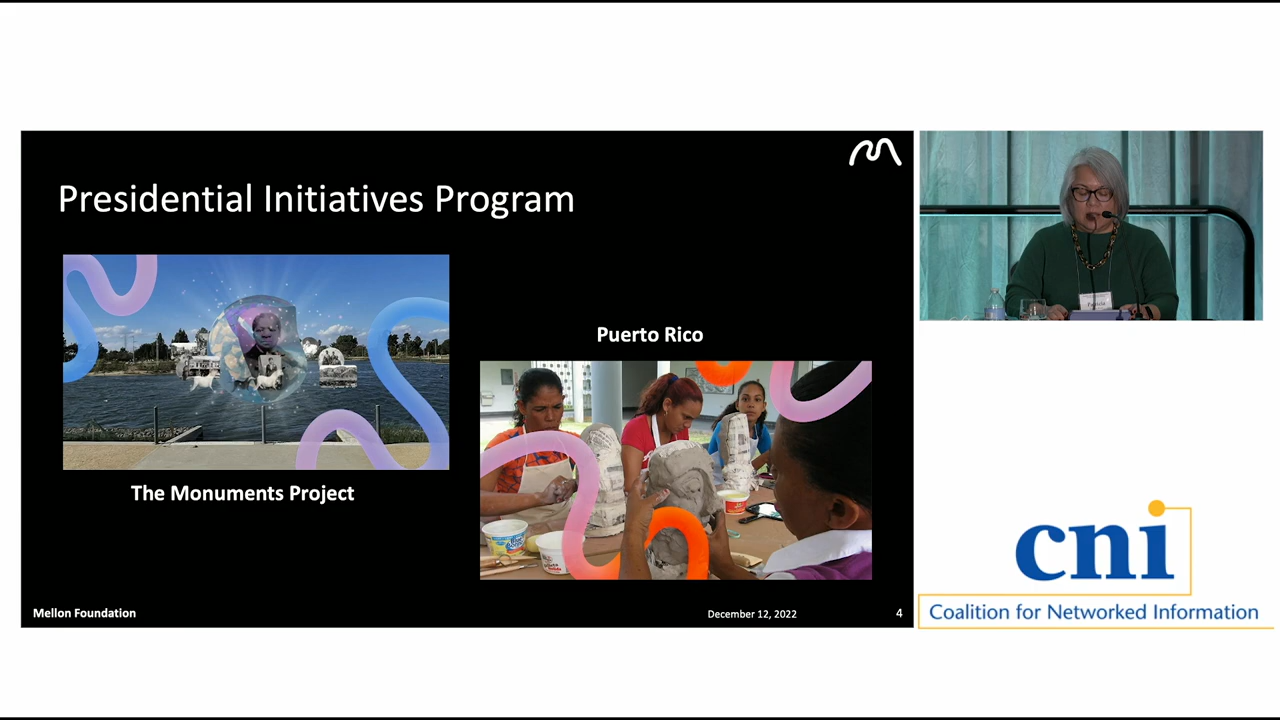 Presidential Initiatives Program
The Monuments Project
Puerto Rico
Mellon Foundation
December 12, 2022
4
cni
Coalition for Networked Information